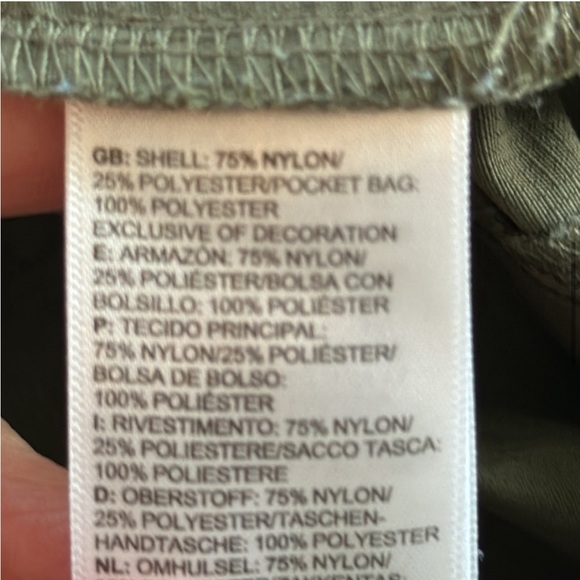 GB: SHELL: 75% NYLON/
25% POLYESTER/POCKET BAG:
100% POLYESTER
EXCLUSIVE OF DECORATION
E: ARMAZÓN: 75% NYLON/
25% POLIÉSTER/BOLSA CON
BOLSILLO: 100% POLIÉSTER
P: TECIDO PRINCIPAL:
75% NYLON/25% POLIÉSTER/
BOLSA DE BOLSO:
100% POLIÉSTER
I: RIVESTIMENTO: 75% NYLON/
25% POLIESTERE/SACCO TASCA:
100% POLIESTERE
D: OBERSTOFF: 75% NYLON/
25% POLYESTER/TASCHEN-
HANDTASCHE: 100% POLYESTER
NL: OMHULSEL: 75% NYLON/